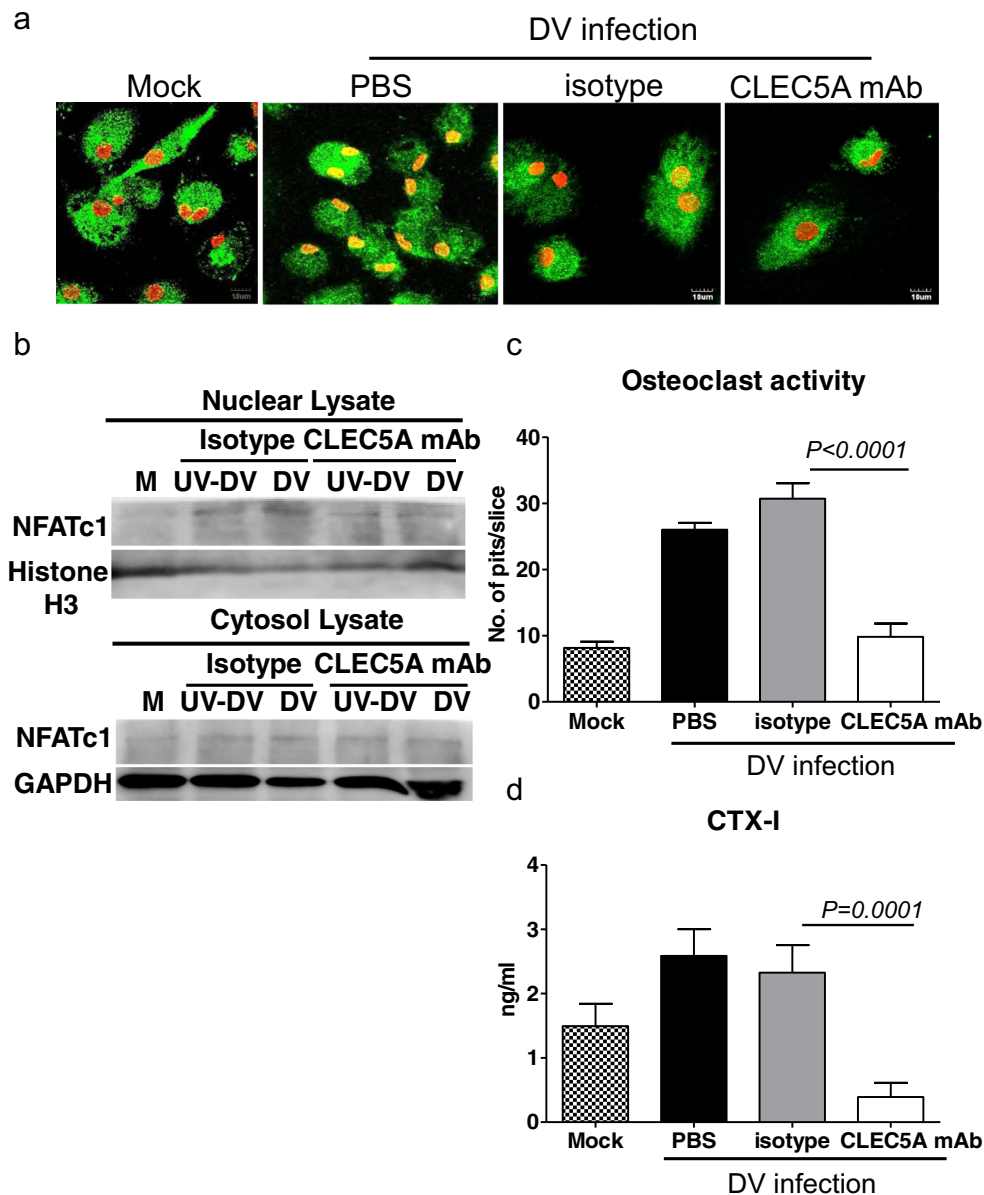 a
DV infection
Mock PBS isotype CLEC5A mAb
10um 10um 10um
b
Nuclear Lysate
Isotype CLEC5A mAb
M UV-DV DV UV-DV DV
NFATc1
Histone
H3
Cytosol Lysate
Isotype CLEC5A mAb
M UV-DV DV UV-DV DV
NFATc1
GAPDH
c
Osteoclast activity
No. of pits/slice
40
30
20
10
0
P<0.0001
Mock PBS isotype CLEC5A mAb
DV infection
d
CTX-I
ng/ml
4
3
2
1
0
P=0.0001
Mock PBS isotype CLEC5A mAb
DV infection